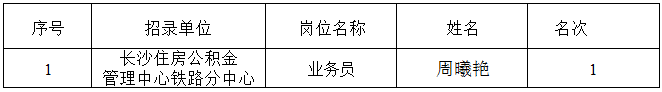 序号 招录单位 岗位名称 姓名 名次
1 长沙住房公积金
管理中心铁路分中心 业务员 周曦艳 1